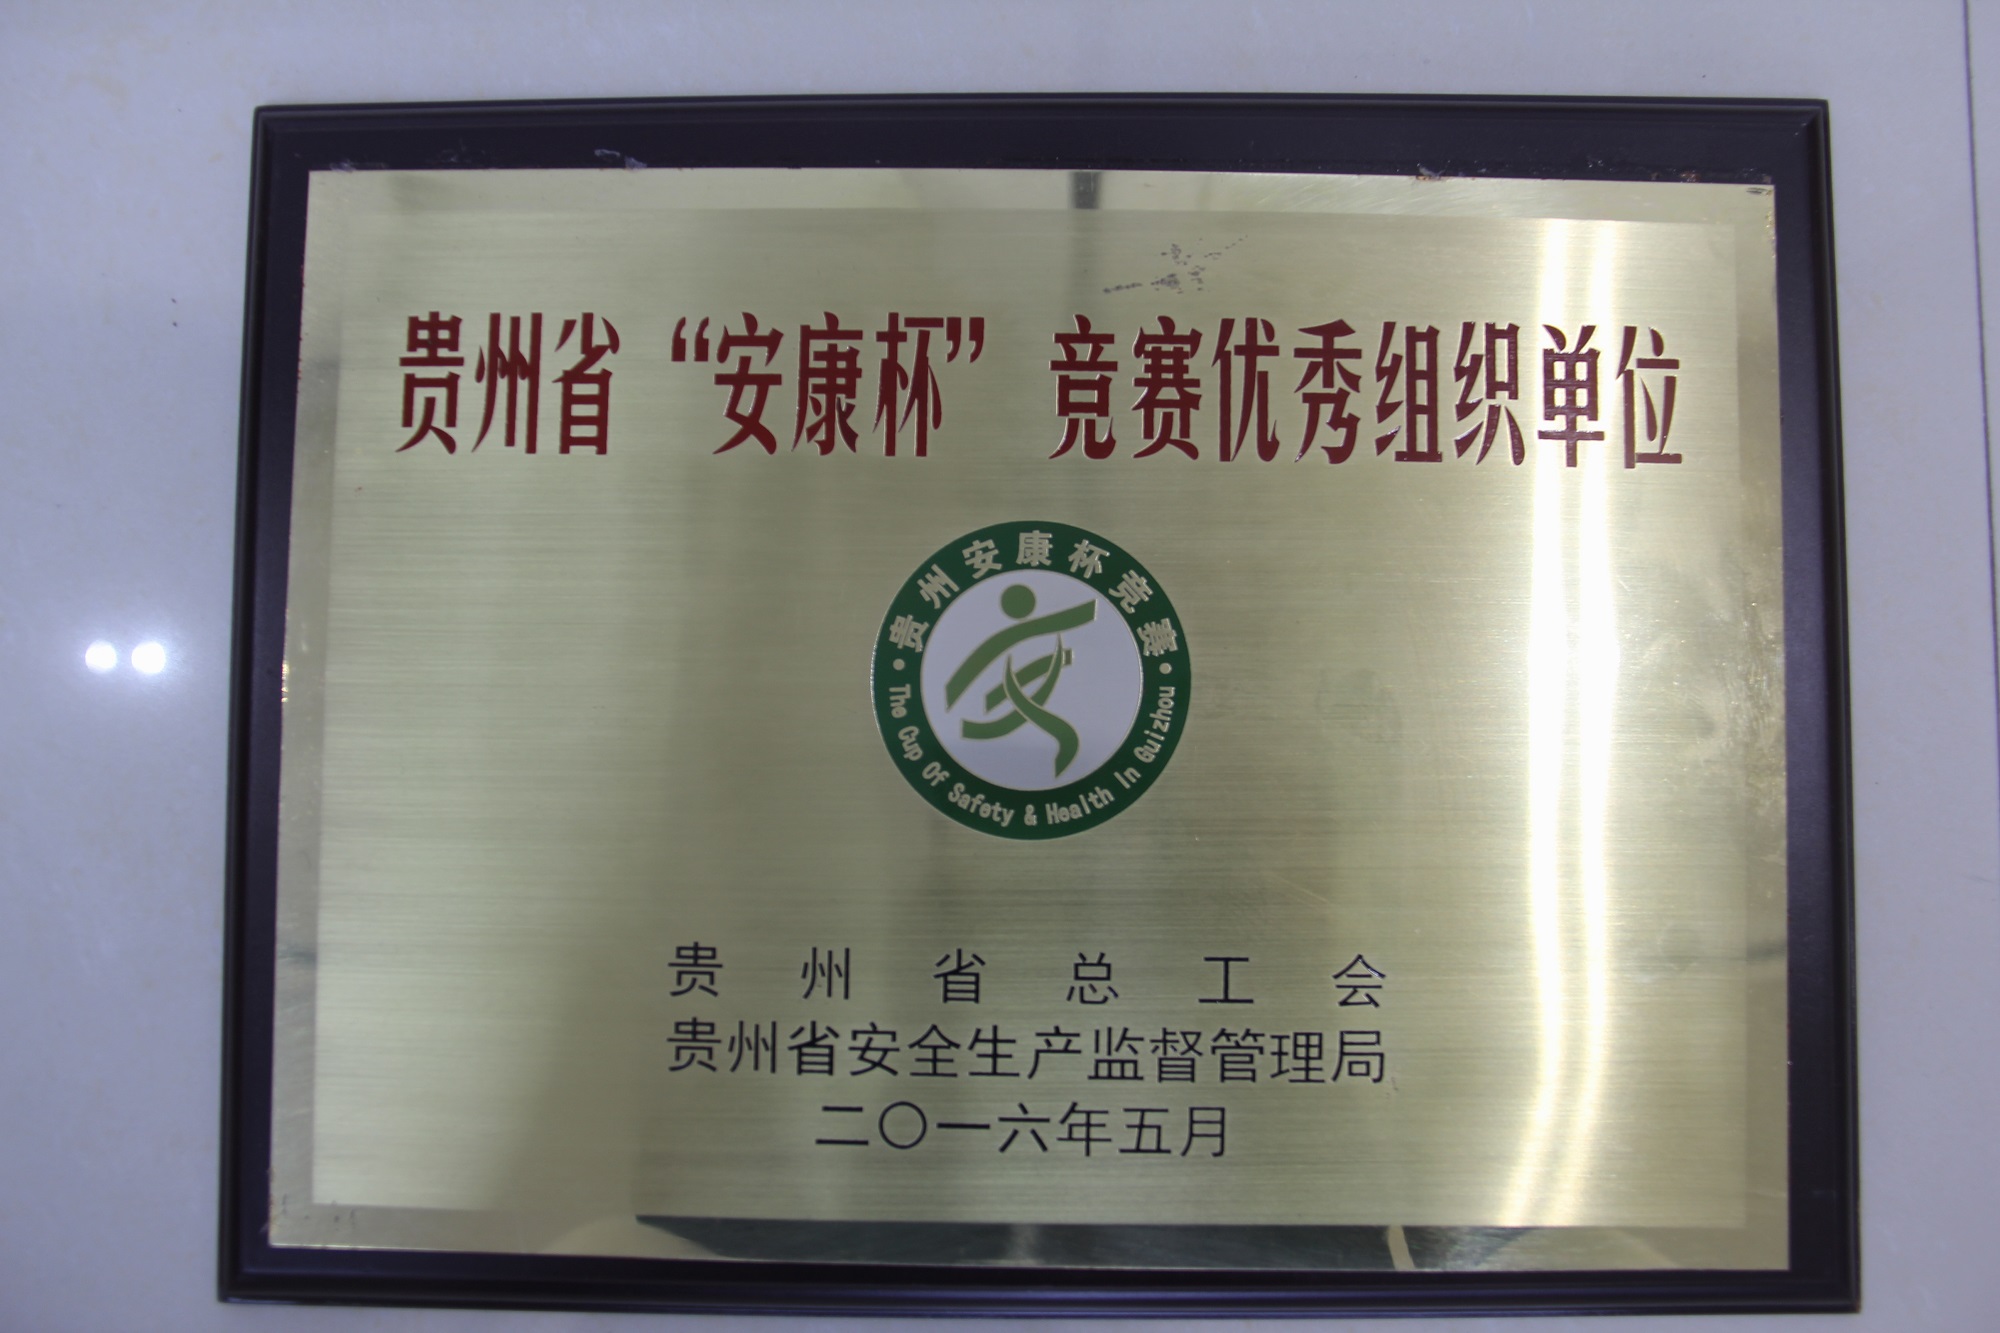 贵州省“安康杯”竞赛优秀组织单位
贵州安康杯竞赛
The Cup Of Safety & Health In Guizhou
贵州省总工会
贵州省安全生产监督管理局
二〇一六年五月